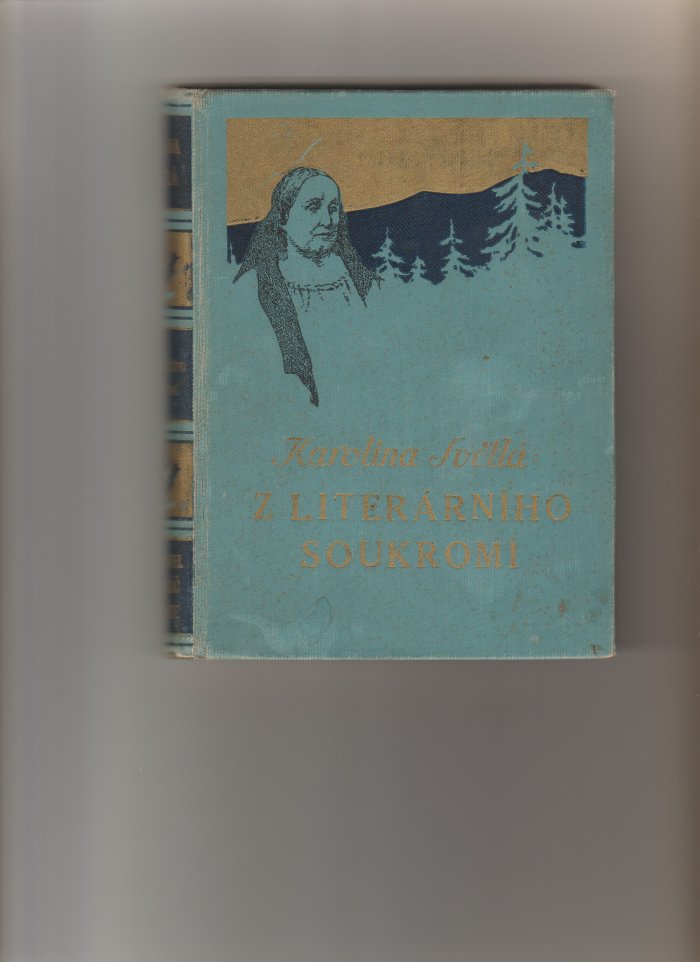 Karolina Světlá
Z LITERÁRNÍHO
SOUKROMÍ